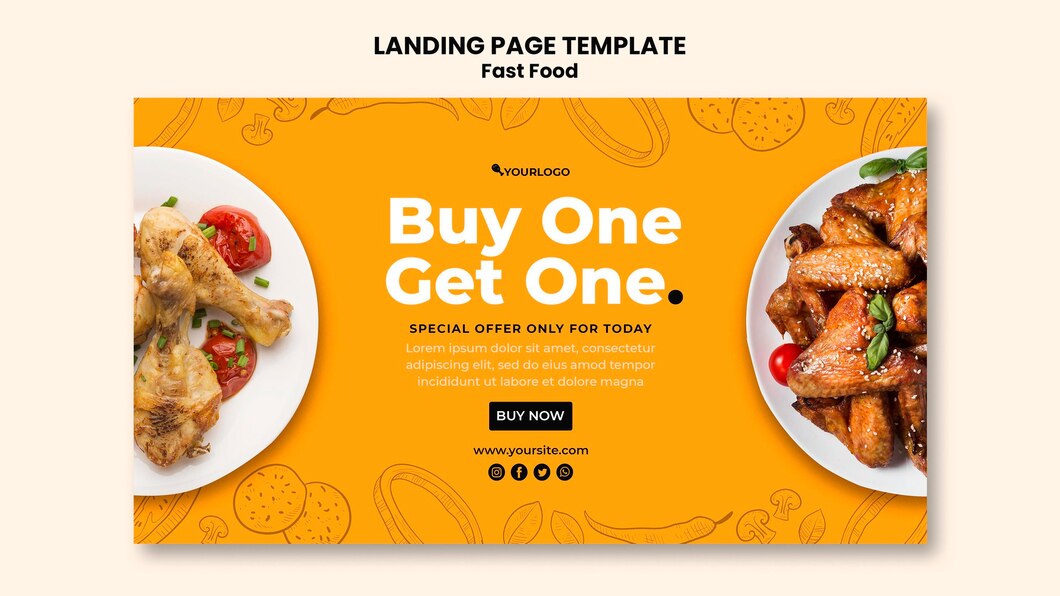 LANDING PAGE TEMPLATE
Fast Food
YOURLOGO
Buy One
Get One.
SPECIAL OFFER ONLY FOR TODAY
Lorem ipsum dolor sit amet, consectetur
adipiscing elit, sed do eius amod tempor
incididunt ut labore et dolore magna
BUY NOW
www.yoursite.com